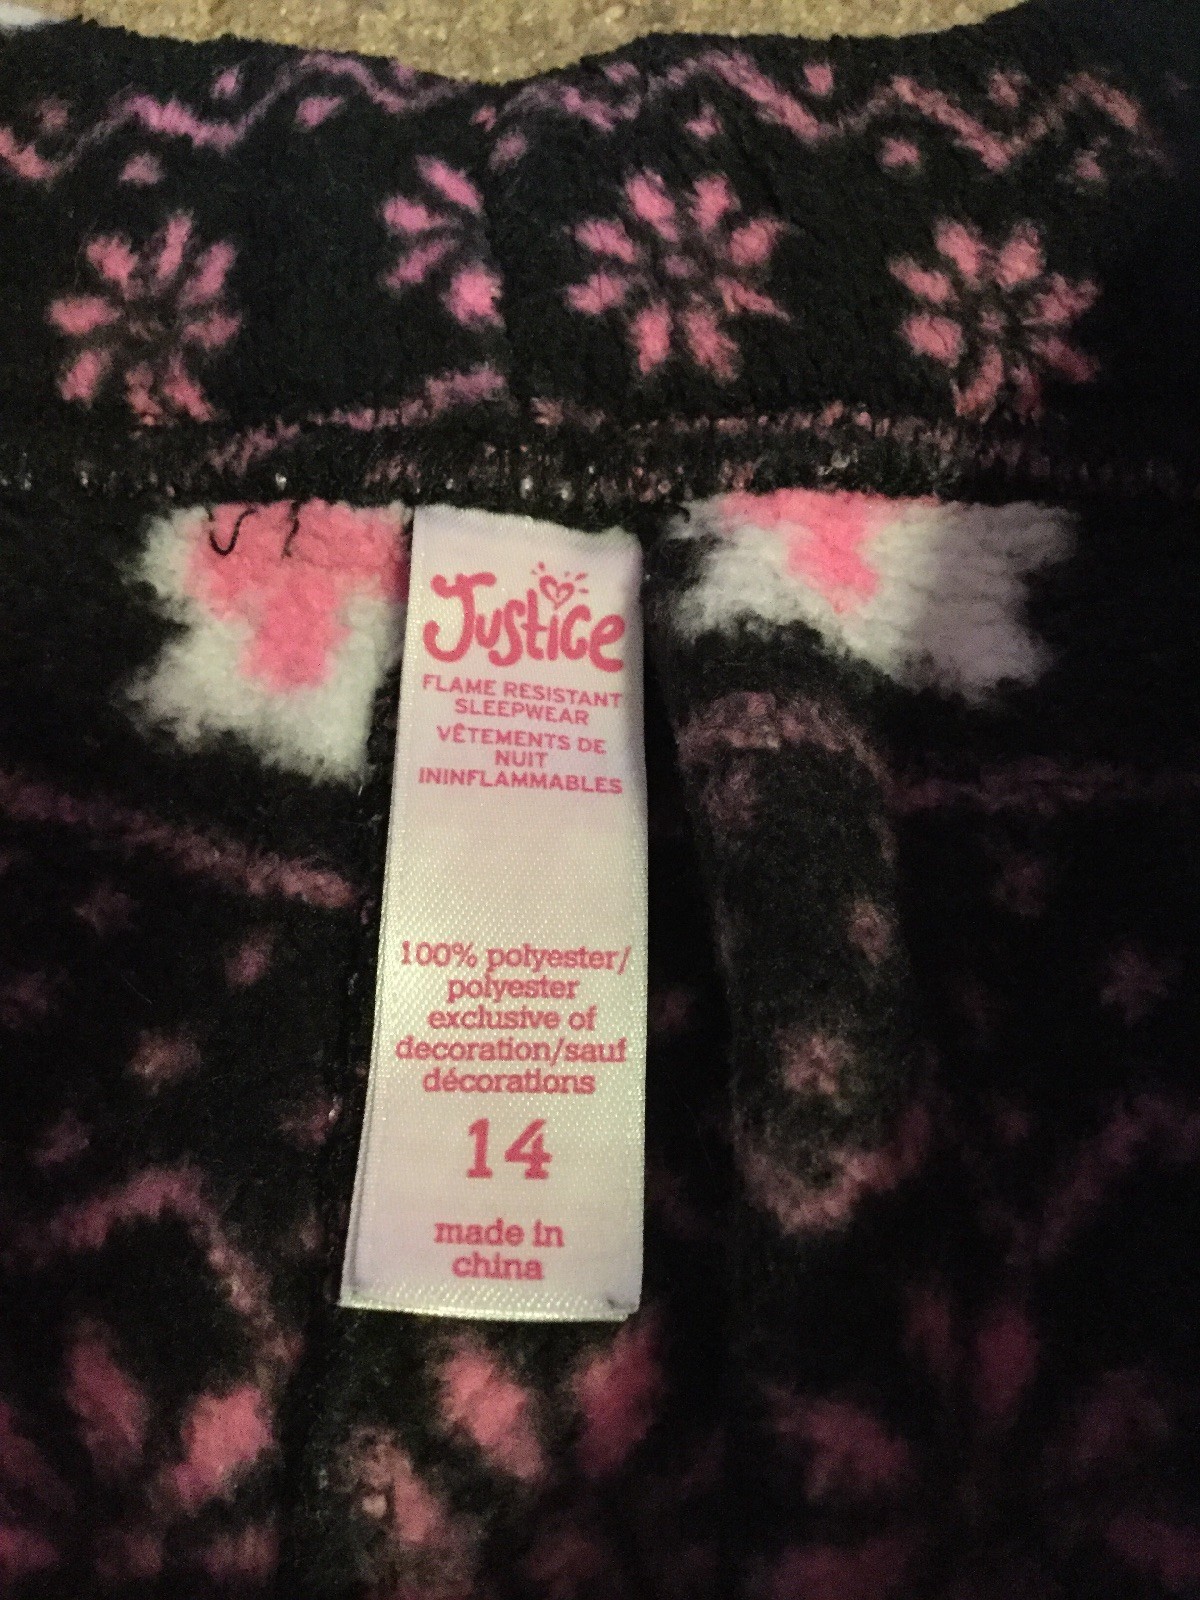 Justice
FLAME RESISTANT
SLEEPWEAR
VÊTEMENTS DE
NUIT
ININFLAMMABLES
100% polyester/
polyester
exclusive of
decoration/sauf
décorations
14
made in
china